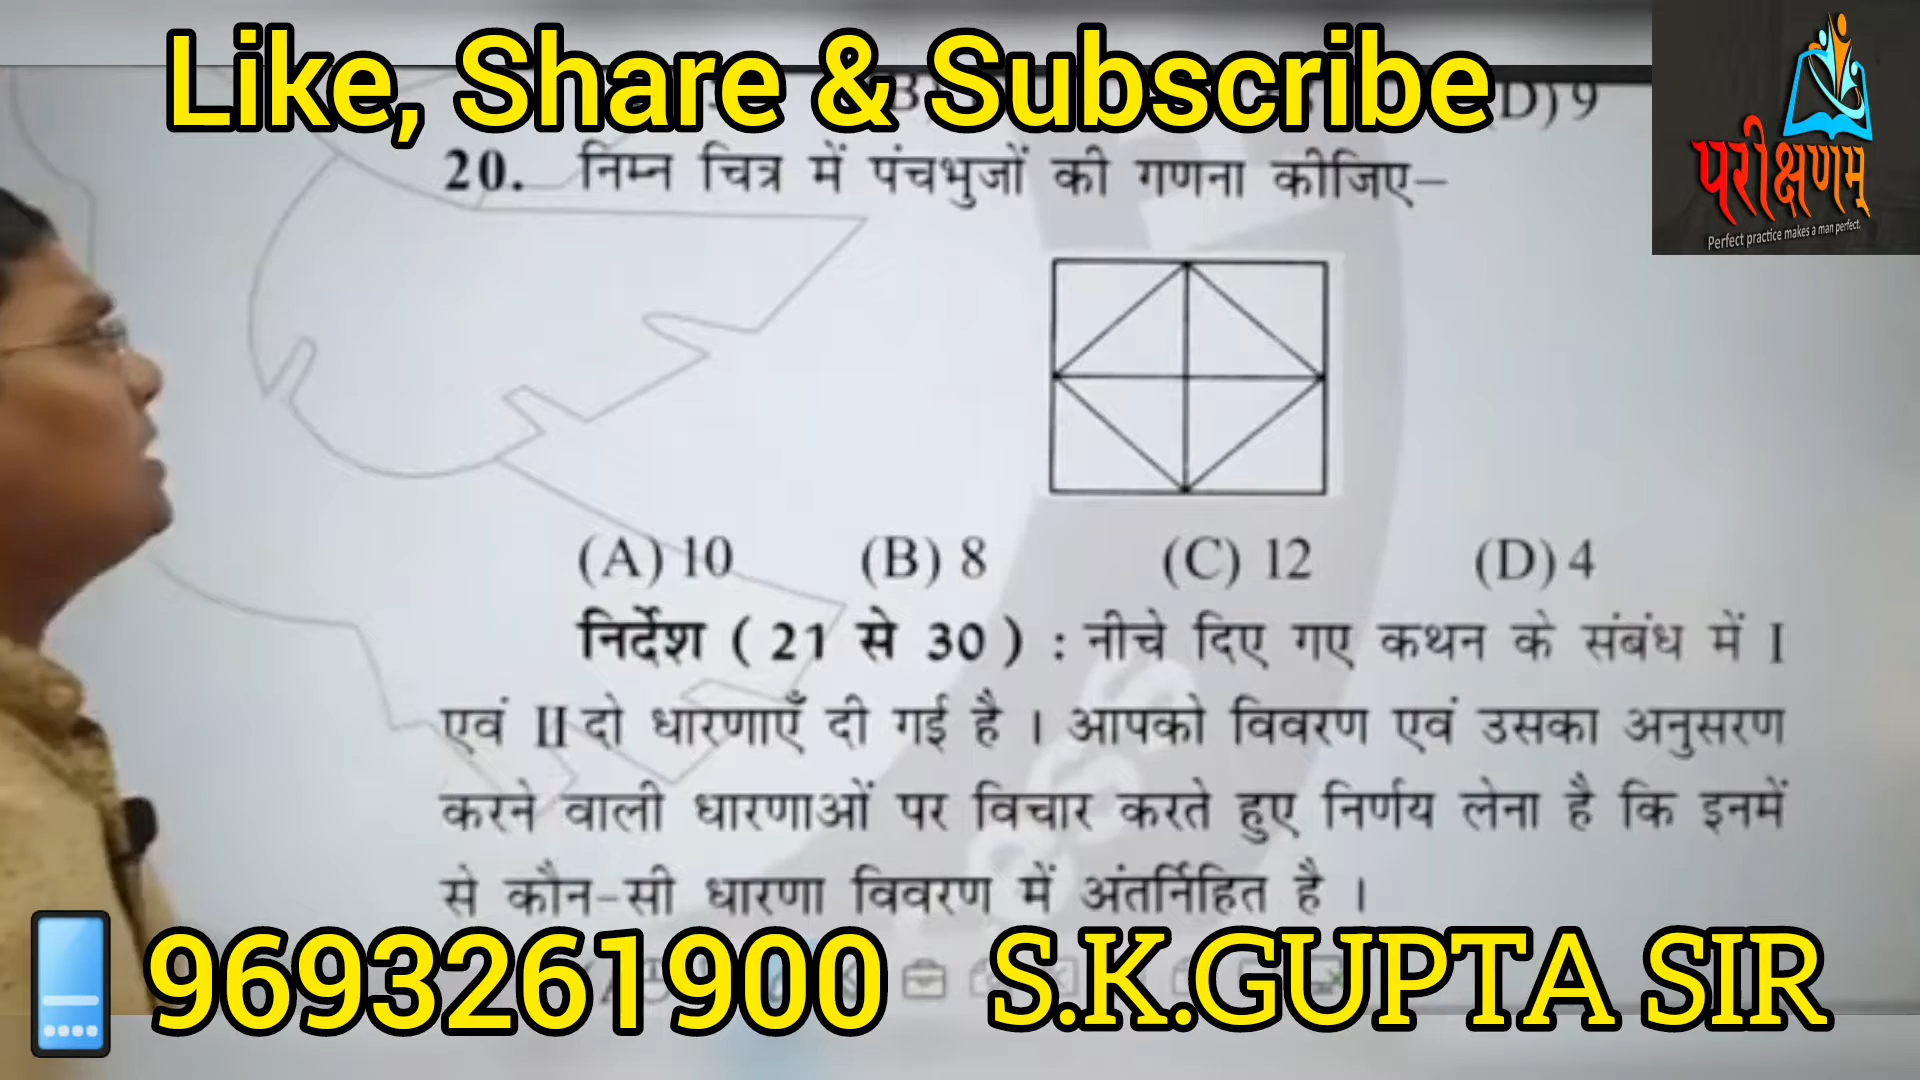 Like, Share & Subscribe
(D) 9
परीक्षणम्
Perfect practice makes a man perfect.
20. निम्न चित्र में पंचभुजों की गणना कीजिए–
(A) 10 (B) 8 (C) 12 (D) 4
निर्देश ( 21 से 30 ) : नीचे दिए गए कथन के संबंध में I
एवं II दो धारणाएँ दी गई है । आपको विवरण एवं उसका अनुसरण
करने वाली धारणाओं पर विचार करते हुए निर्णय लेना है कि इनमें
से कौन-सी धारणा विवरण में अंतर्निहित है ।
9693261900 S.K.GUPTA SIR